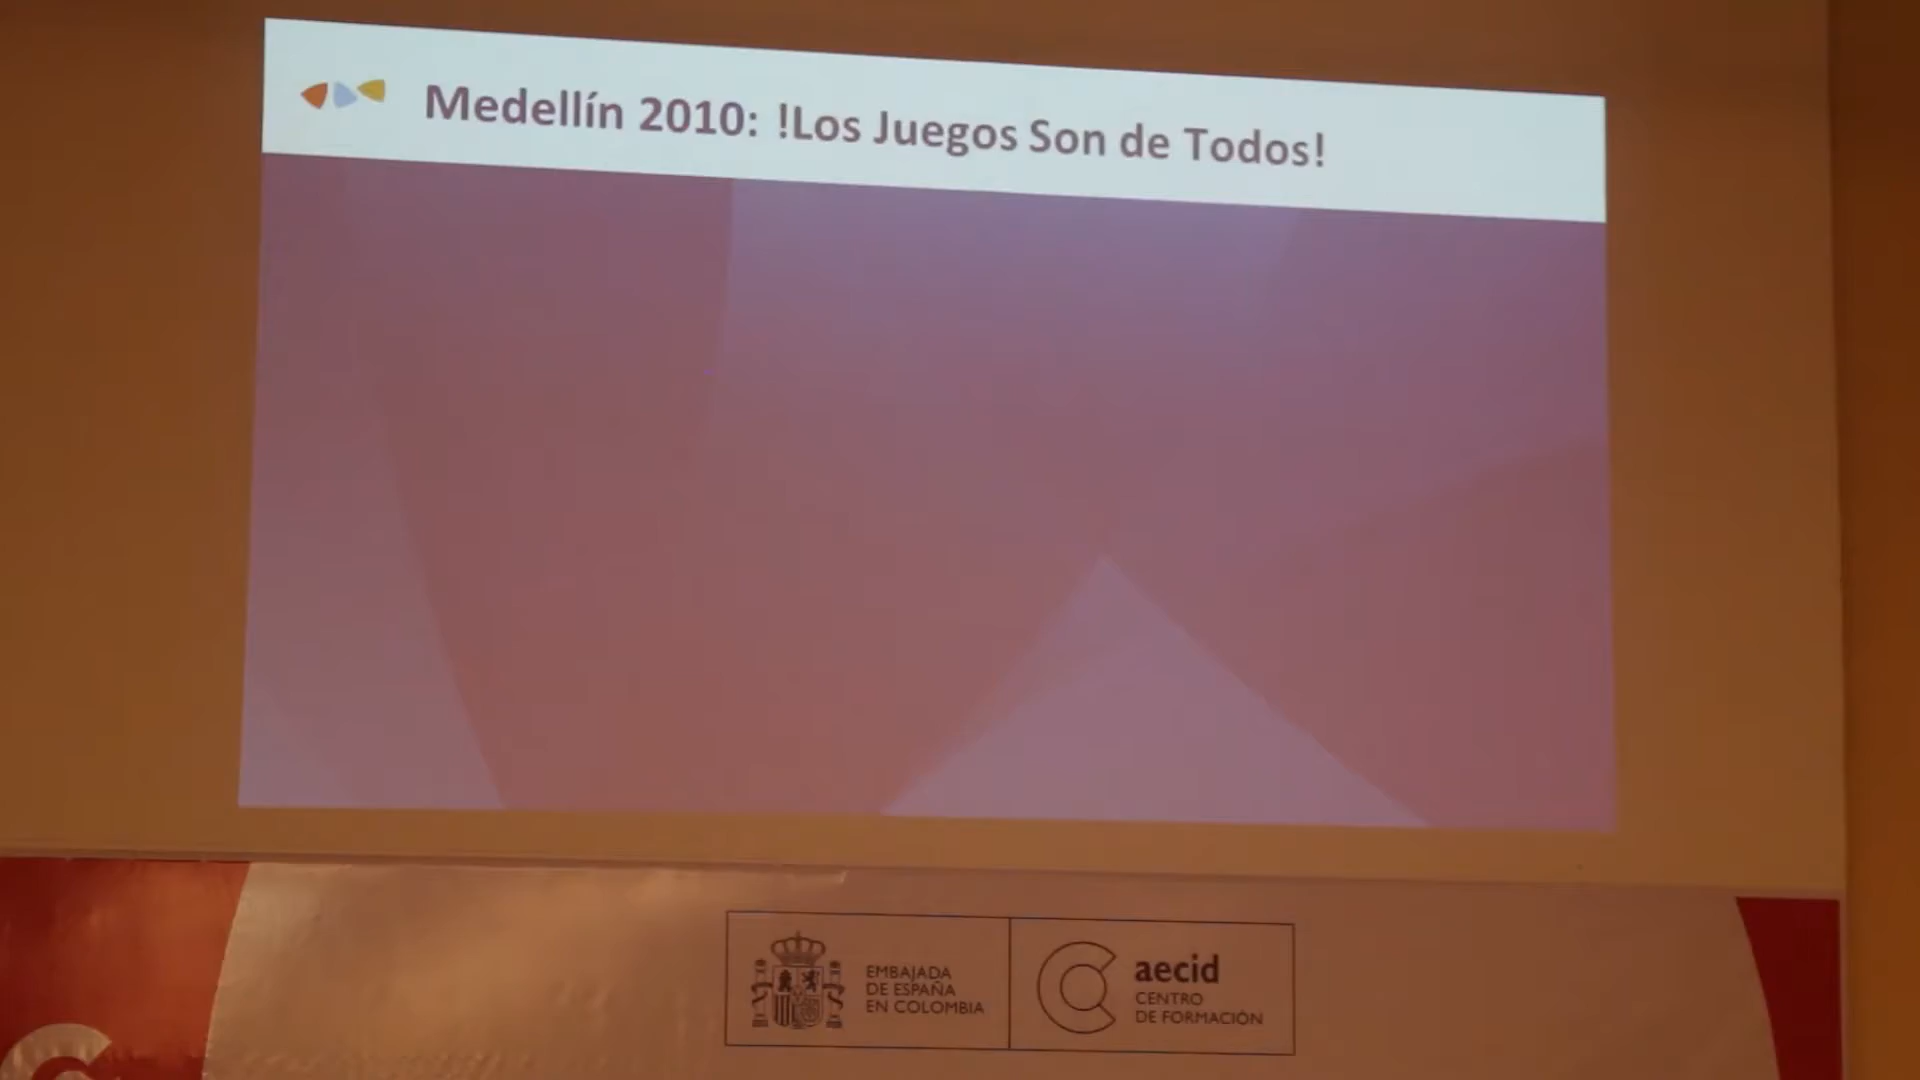 Medellín 2010: !Los Juegos Son de Todos!
EMBAJADA
DE ESPAÑA
EN COLOMBIA
aecid
CENTRO
DE FORMACIÓN